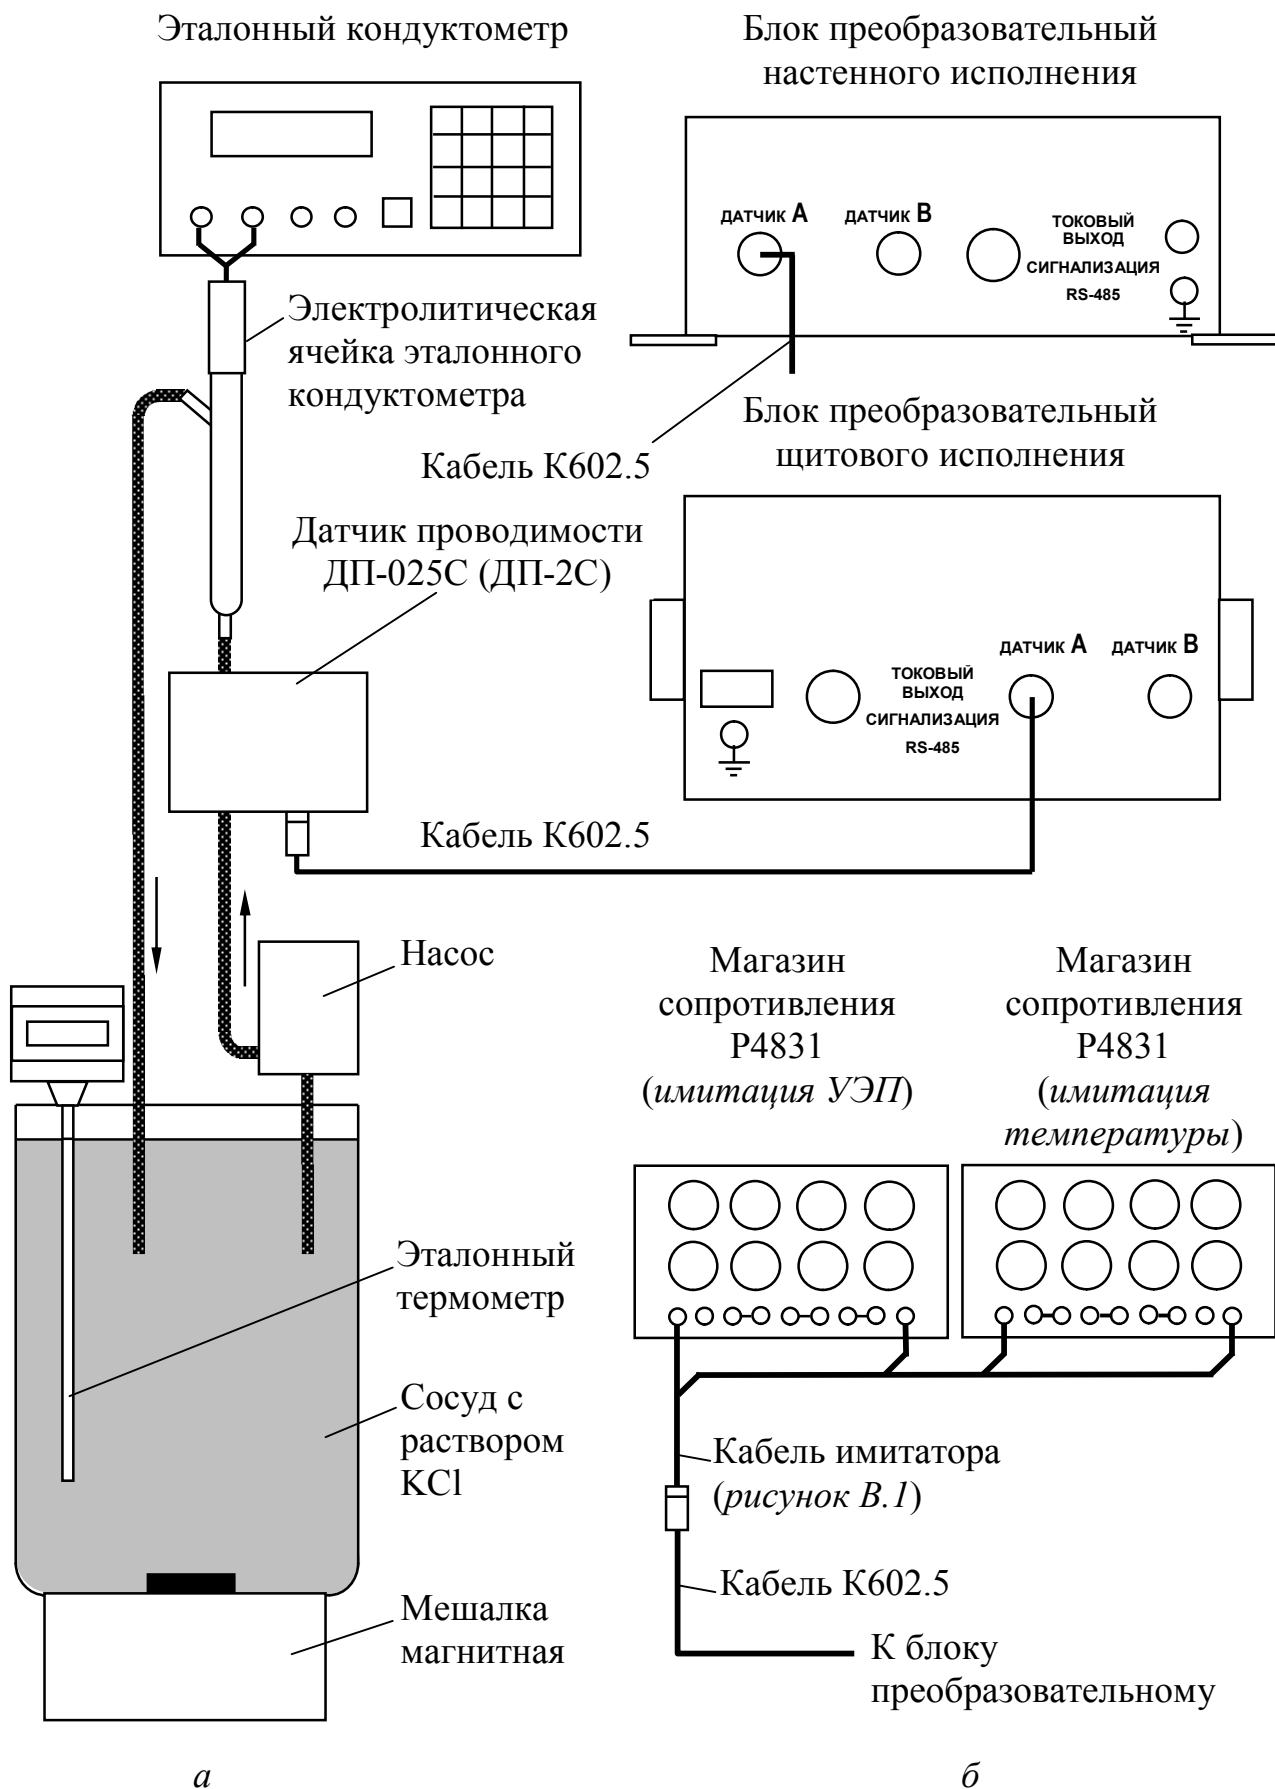 Эталонный кондуктометр
Блок преобразовательный
настенного исполнения
ДАТЧИК А
ДАТЧИК В
ТОКОВЫЙ
ВЫХОД
СИГНАЛИЗАЦИЯ
RS-485
Электролитическая
ячейка эталонного
кондуктометра
Кабель К602.5
Блок преобразовательный
щитового исполнения
Датчик проводимости
ДП-025С (ДП-2С)
ДАТЧИК А
ДАТЧИК В
ТОКОВЫЙ
ВЫХОД
СИГНАЛИЗАЦИЯ
RS-485
Кабель К602.5
Насос
Магазин
сопротивления
Р4831
(имитация УЭП)
Магазин
сопротивления
Р4831
(имитация
температуры)
Эталонный
термометр
Сосуд с
раствором
KCl
Кабель имитатора
(рисунок В.1)
Кабель К602.5
Мешалка
магнитная
К блоку
преобразовательному
а
б